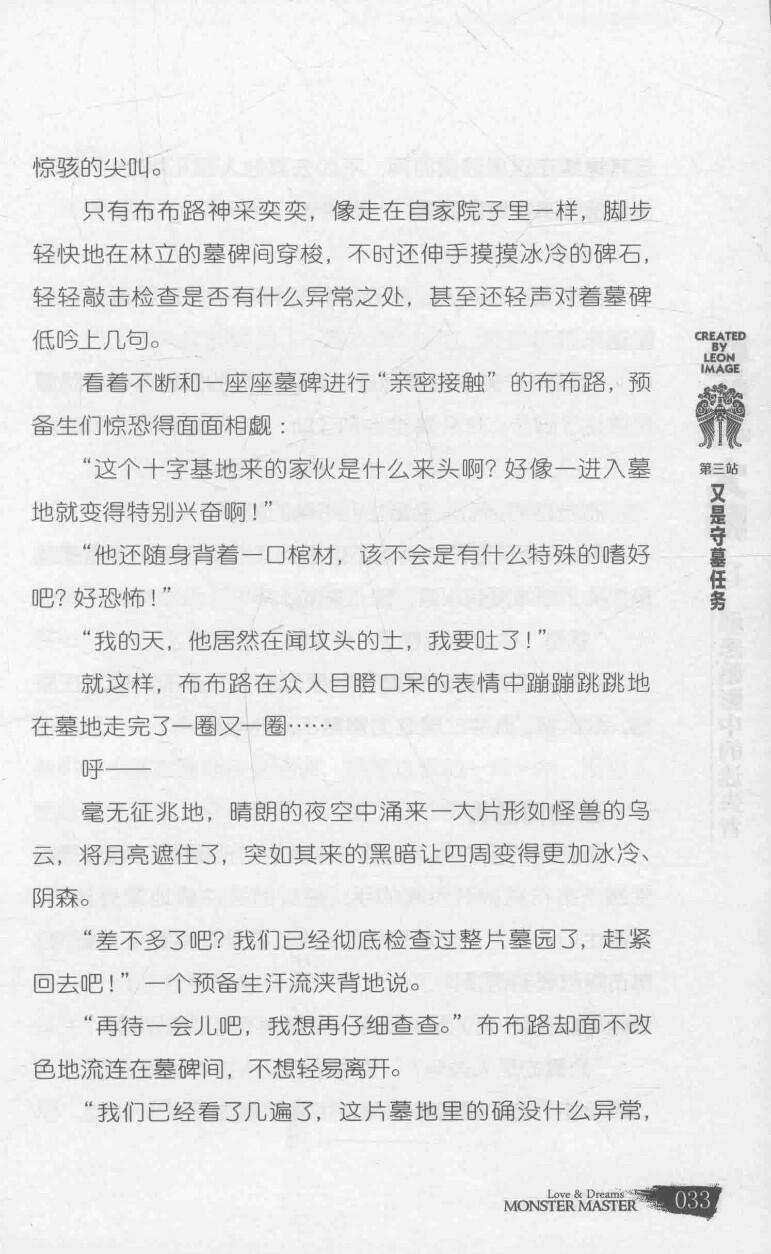 惊骇的尖叫。
只有布布路神采奕奕，像走在自家院子里一样，脚步
轻快地在林立的墓碑间穿梭，不时还伸手摸摸冰冷的碑石，
轻轻敲击检查是否有什么异常之处，甚至还轻声对着墓碑
低吟上几句。
看着不断和一座座墓碑进行“亲密接触”的布布路，预
备生们惊恐得面面相觑：
“这个十字基地来的家伙是什么来头啊？好像一进入墓
地就变得特别兴奋啊！”
“他还随身背着一口棺材，该不会是有什么特殊的嗜好
吧？好恐怖！”
“我的天，他居然在闻坟头的土，我要吐了！”
就这样，布布路在众人目瞪口呆的表情中蹦蹦跳跳地
在墓地走完了一圈又一圈……
呼——
毫无征兆地，晴朗的夜空中涌来一大片形如怪兽的乌
云，将月亮遮住了，突如其来的黑暗让四周变得更加冰冷、
阴森。
“差不多了吧？我们已经彻底检查过整片墓园了，赶紧
回去吧！”一个预备生汗流浃背地说。
“再待一会儿吧，我想再仔细查查。”布布路却面不改
色地流连在墓碑间，不想轻易离开。
“我们已经看了几遍了，这片墓地里的确没什么异常，
CREATED
BY
LEON
IMAGE
第三站
又是守墓任务
Love & Dreams
MONSTER MASTER
033